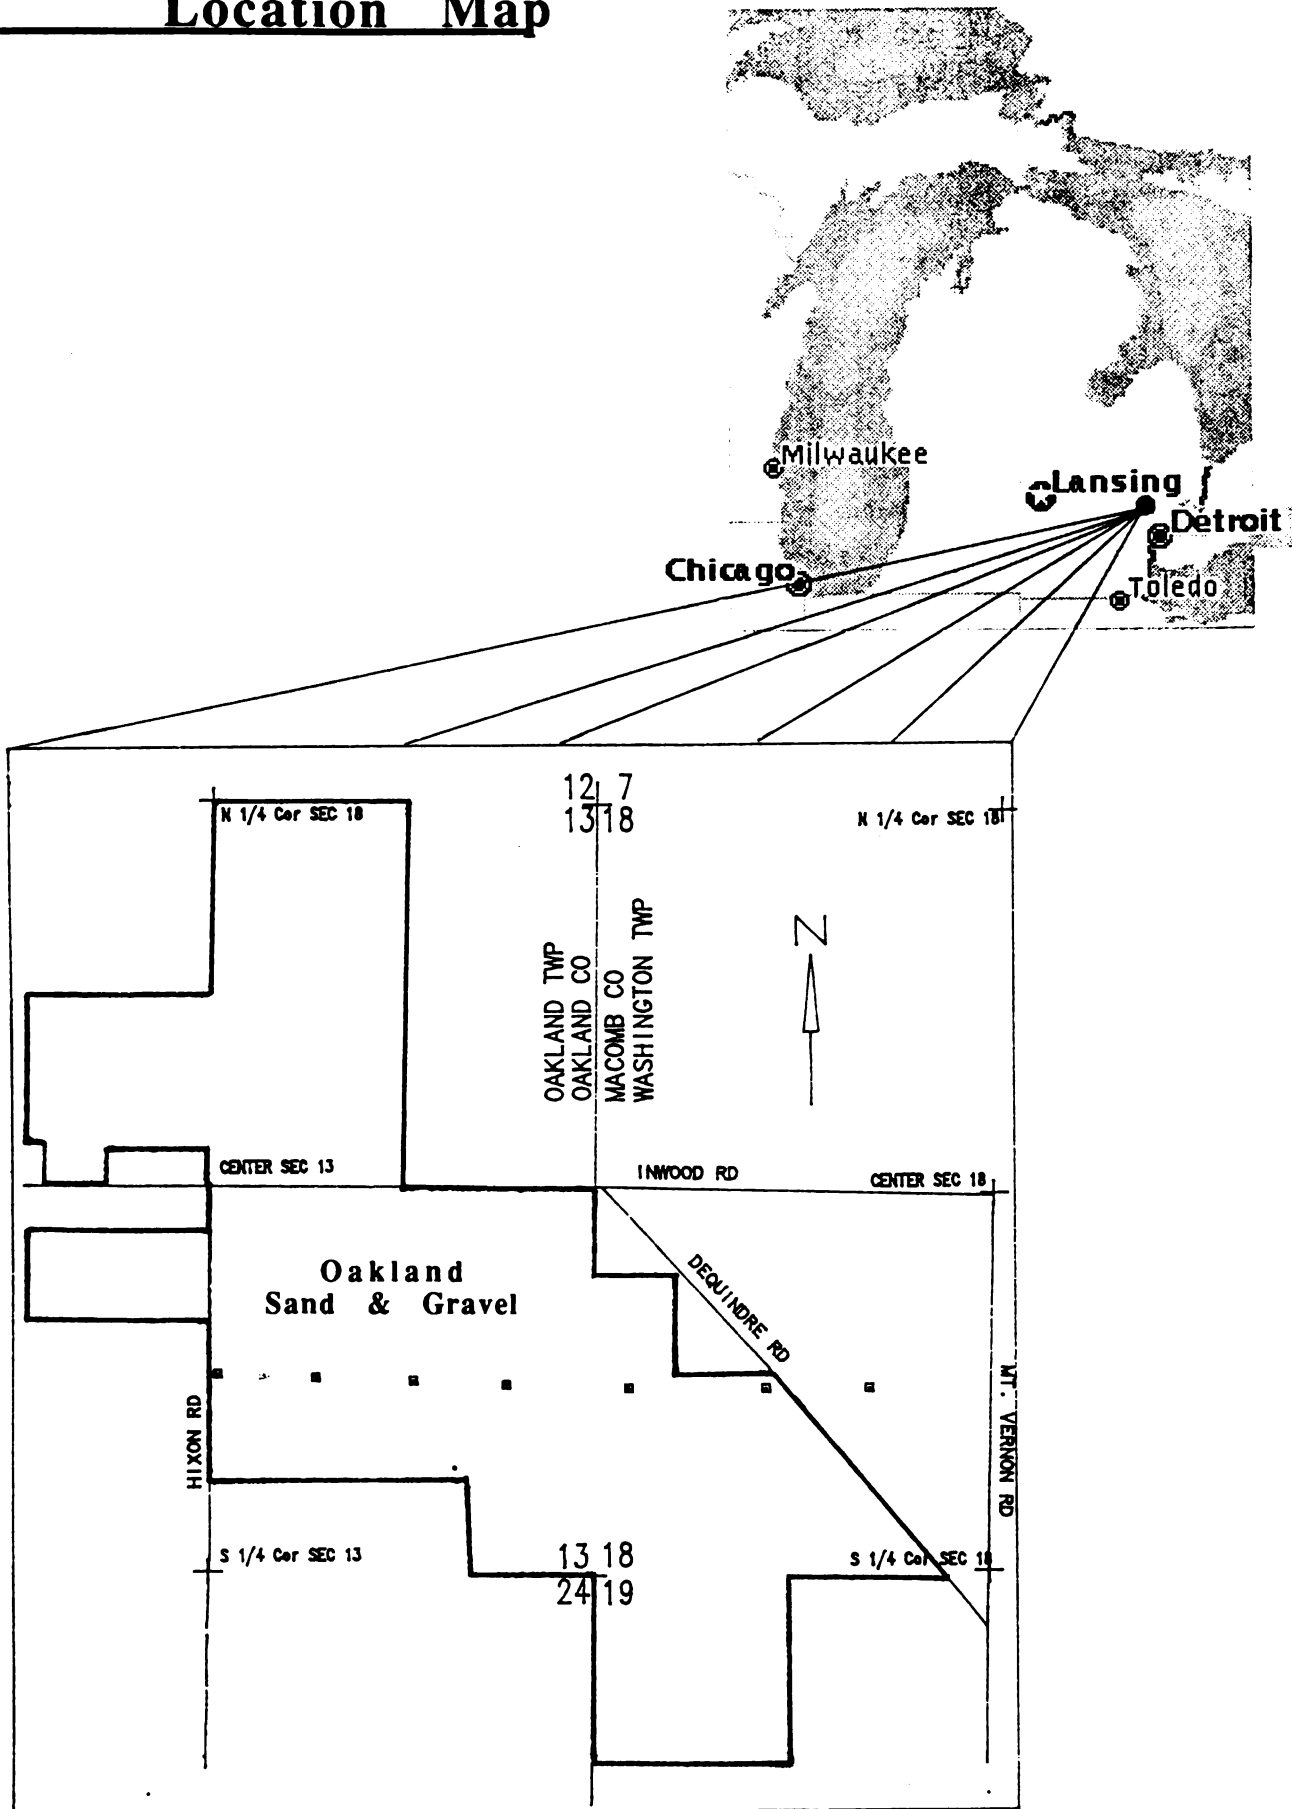 Location Map
Milwaukee
Lansing
Detroit
Chicago
Toledo
12 7
13 18
N 1/4 Cor SEC 18
N 1/4 Cor SEC 18
OAKLAND TWP
OAKLAND CO
MACOMB CO
WASHINGTON TWP
N
CENTER SEC 13
INWOOD RD
CENTER SEC 18
Oakland
Sand & Gravel
DEQUINDRE RD
HIXON RD
MT. VERNON RD
S 1/4 Cor SEC 13
13 18
24 19
S 1/4 Cor SEC 18